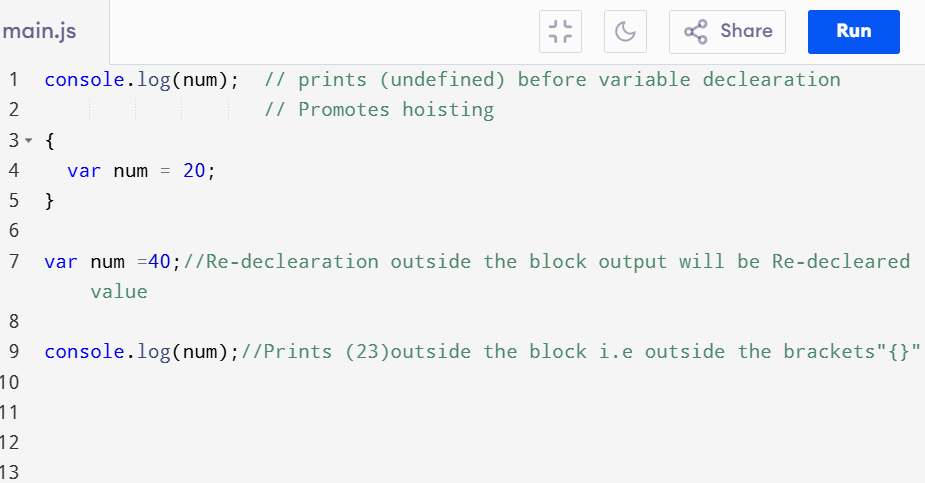 main.js
Share
Run
1 console.log(num);  // prints (undefined) before variable declearation
2                    // Promotes hoisting
3 {
4   var num = 20;
5 }
6
7 var num =40;//Re-declearation outside the block output will be Re-decleared
value
8
9 console.log(num);//Prints (23)outside the block i.e outside the brackets"{}"
10
11
12
13